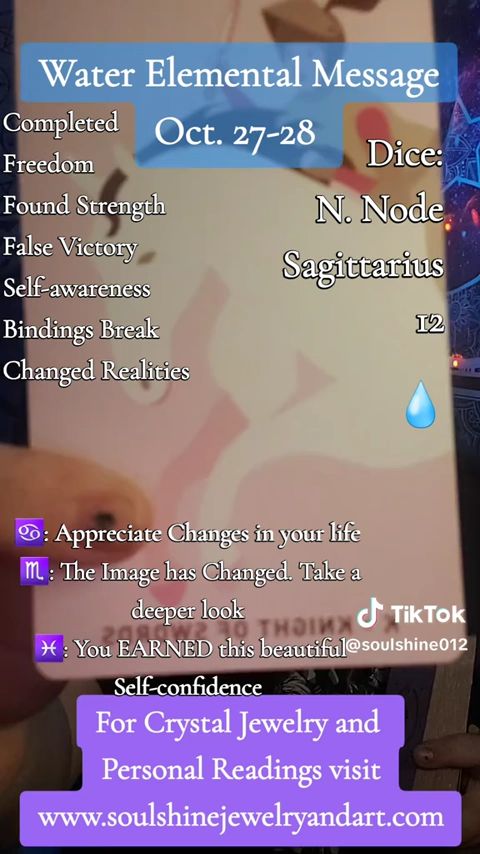 Water Elemental Message
Oct. 27-28
Completed
Freedom
Found Strength
False Victory
Self-awareness
Bindings Break
Changed Realities
Dice:
N. Node
Sagittarius
12
♋: Appreciate Changes in your life
♏: The Image has Changed. Take a
deeper look
♓: You EARNED this beautiful
Self-confidence
KNIGHT OF SWORDS
TikTok
@soulshine012
For Crystal Jewelry and
Personal Readings visit
www.soulshinejewelryandart.com